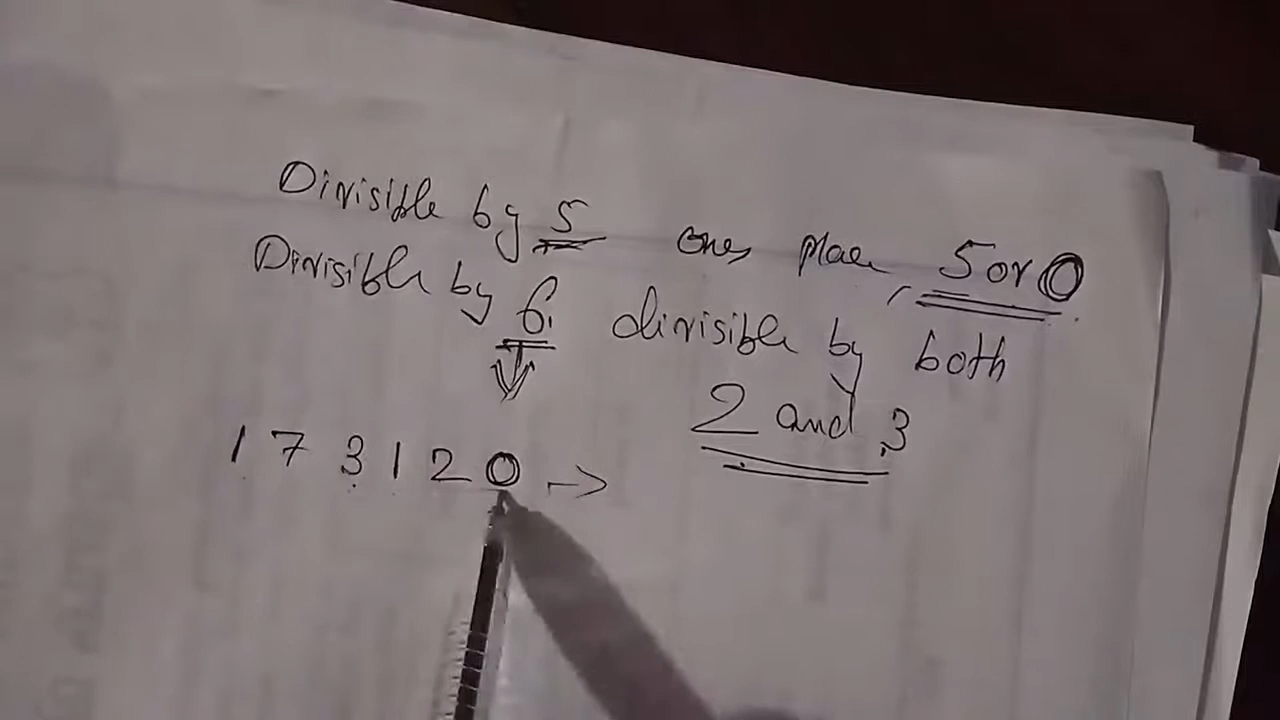 Divisible by 5 ones place, 5 or 0
Divisible by 6. divisible by both
2 and 3
173120 →